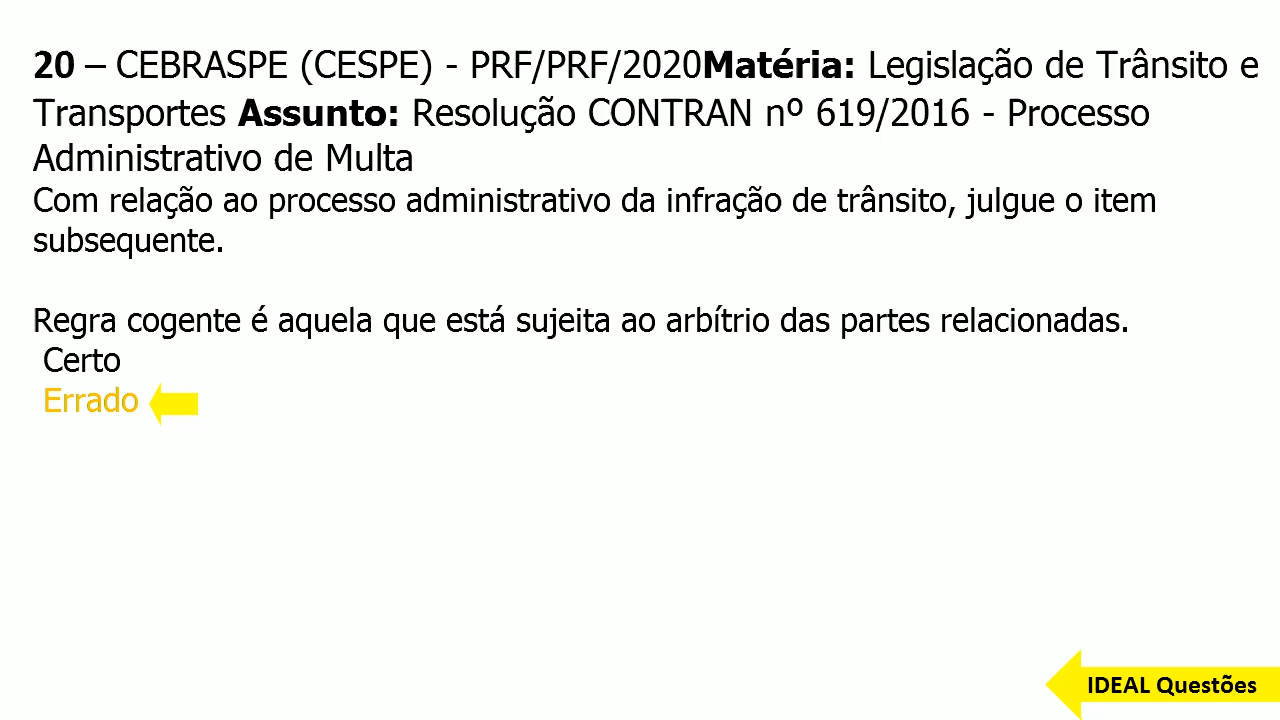 20 – CEBRASPE (CESPE) - PRF/PRF/2020Matéria: Legislação de Trânsito e
Transportes Assunto: Resolução CONTRAN nº 619/2016 - Processo
Administrativo de Multa
Com relação ao processo administrativo da infração de trânsito, julgue o item
subsequente.
Regra cogente é aquela que está sujeita ao arbítrio das partes relacionadas.
Certo
Errado
IDEAL Questões